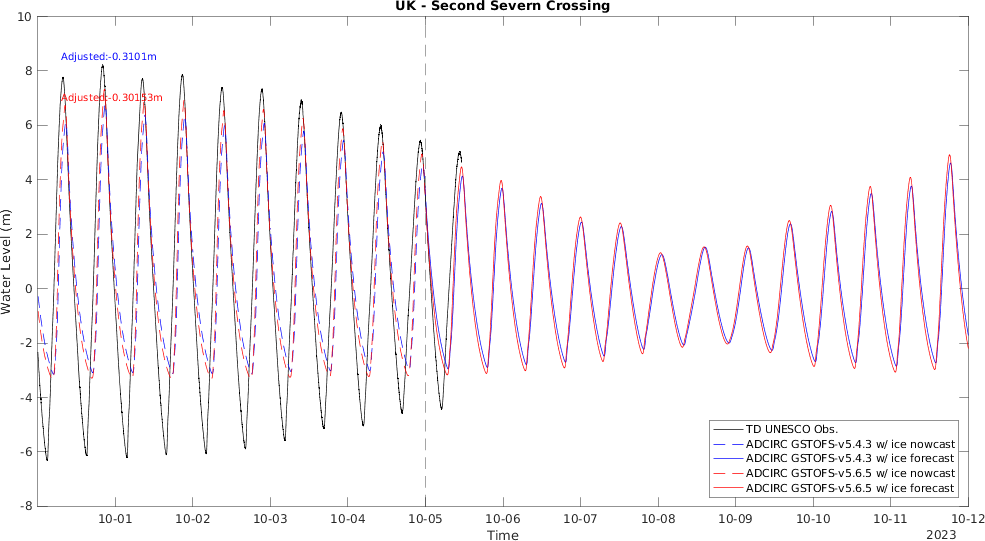 UK - Second Severn Crossing
10
Adjusted:-0.3101m
8
Adjusted:-0.30153m
6
4
2
0
-2
-4
-6
-8
Water Level (m)
TD UNESCO Obs.
ADCIRC GSTOFS-v5.4.3 w/ ice nowcast
ADCIRC GSTOFS-v5.4.3 w/ ice forecast
ADCIRC GSTOFS-v5.6.5 w/ ice nowcast
ADCIRC GSTOFS-v5.6.5 w/ ice forecast
10-01 10-02 10-03 10-04 10-05 10-06 10-07 10-08 10-09 10-10 10-11 10-12
Time
2023